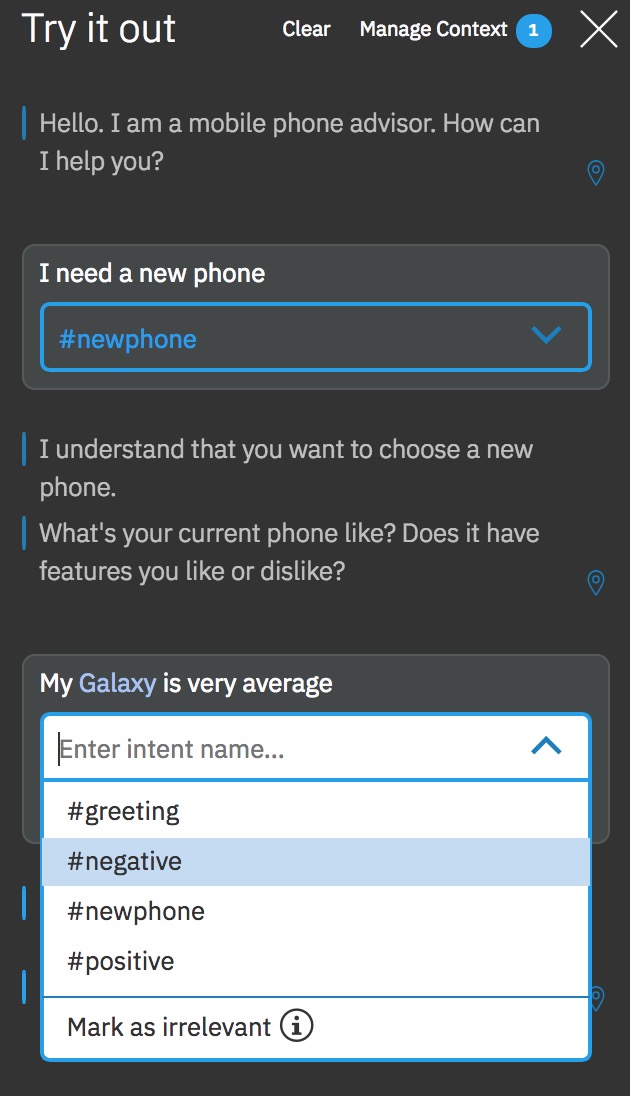 Try it out Clear Manage Context 1
Hello. I am a mobile phone advisor. How can
I help you?
I need a new phone
#newphone
I understand that you want to choose a new
phone.
What's your current phone like? Does it have
features you like or dislike?
My Galaxy is very average
Enter intent name...
#greeting
#negative
#newphone
#positive
Mark as irrelevant